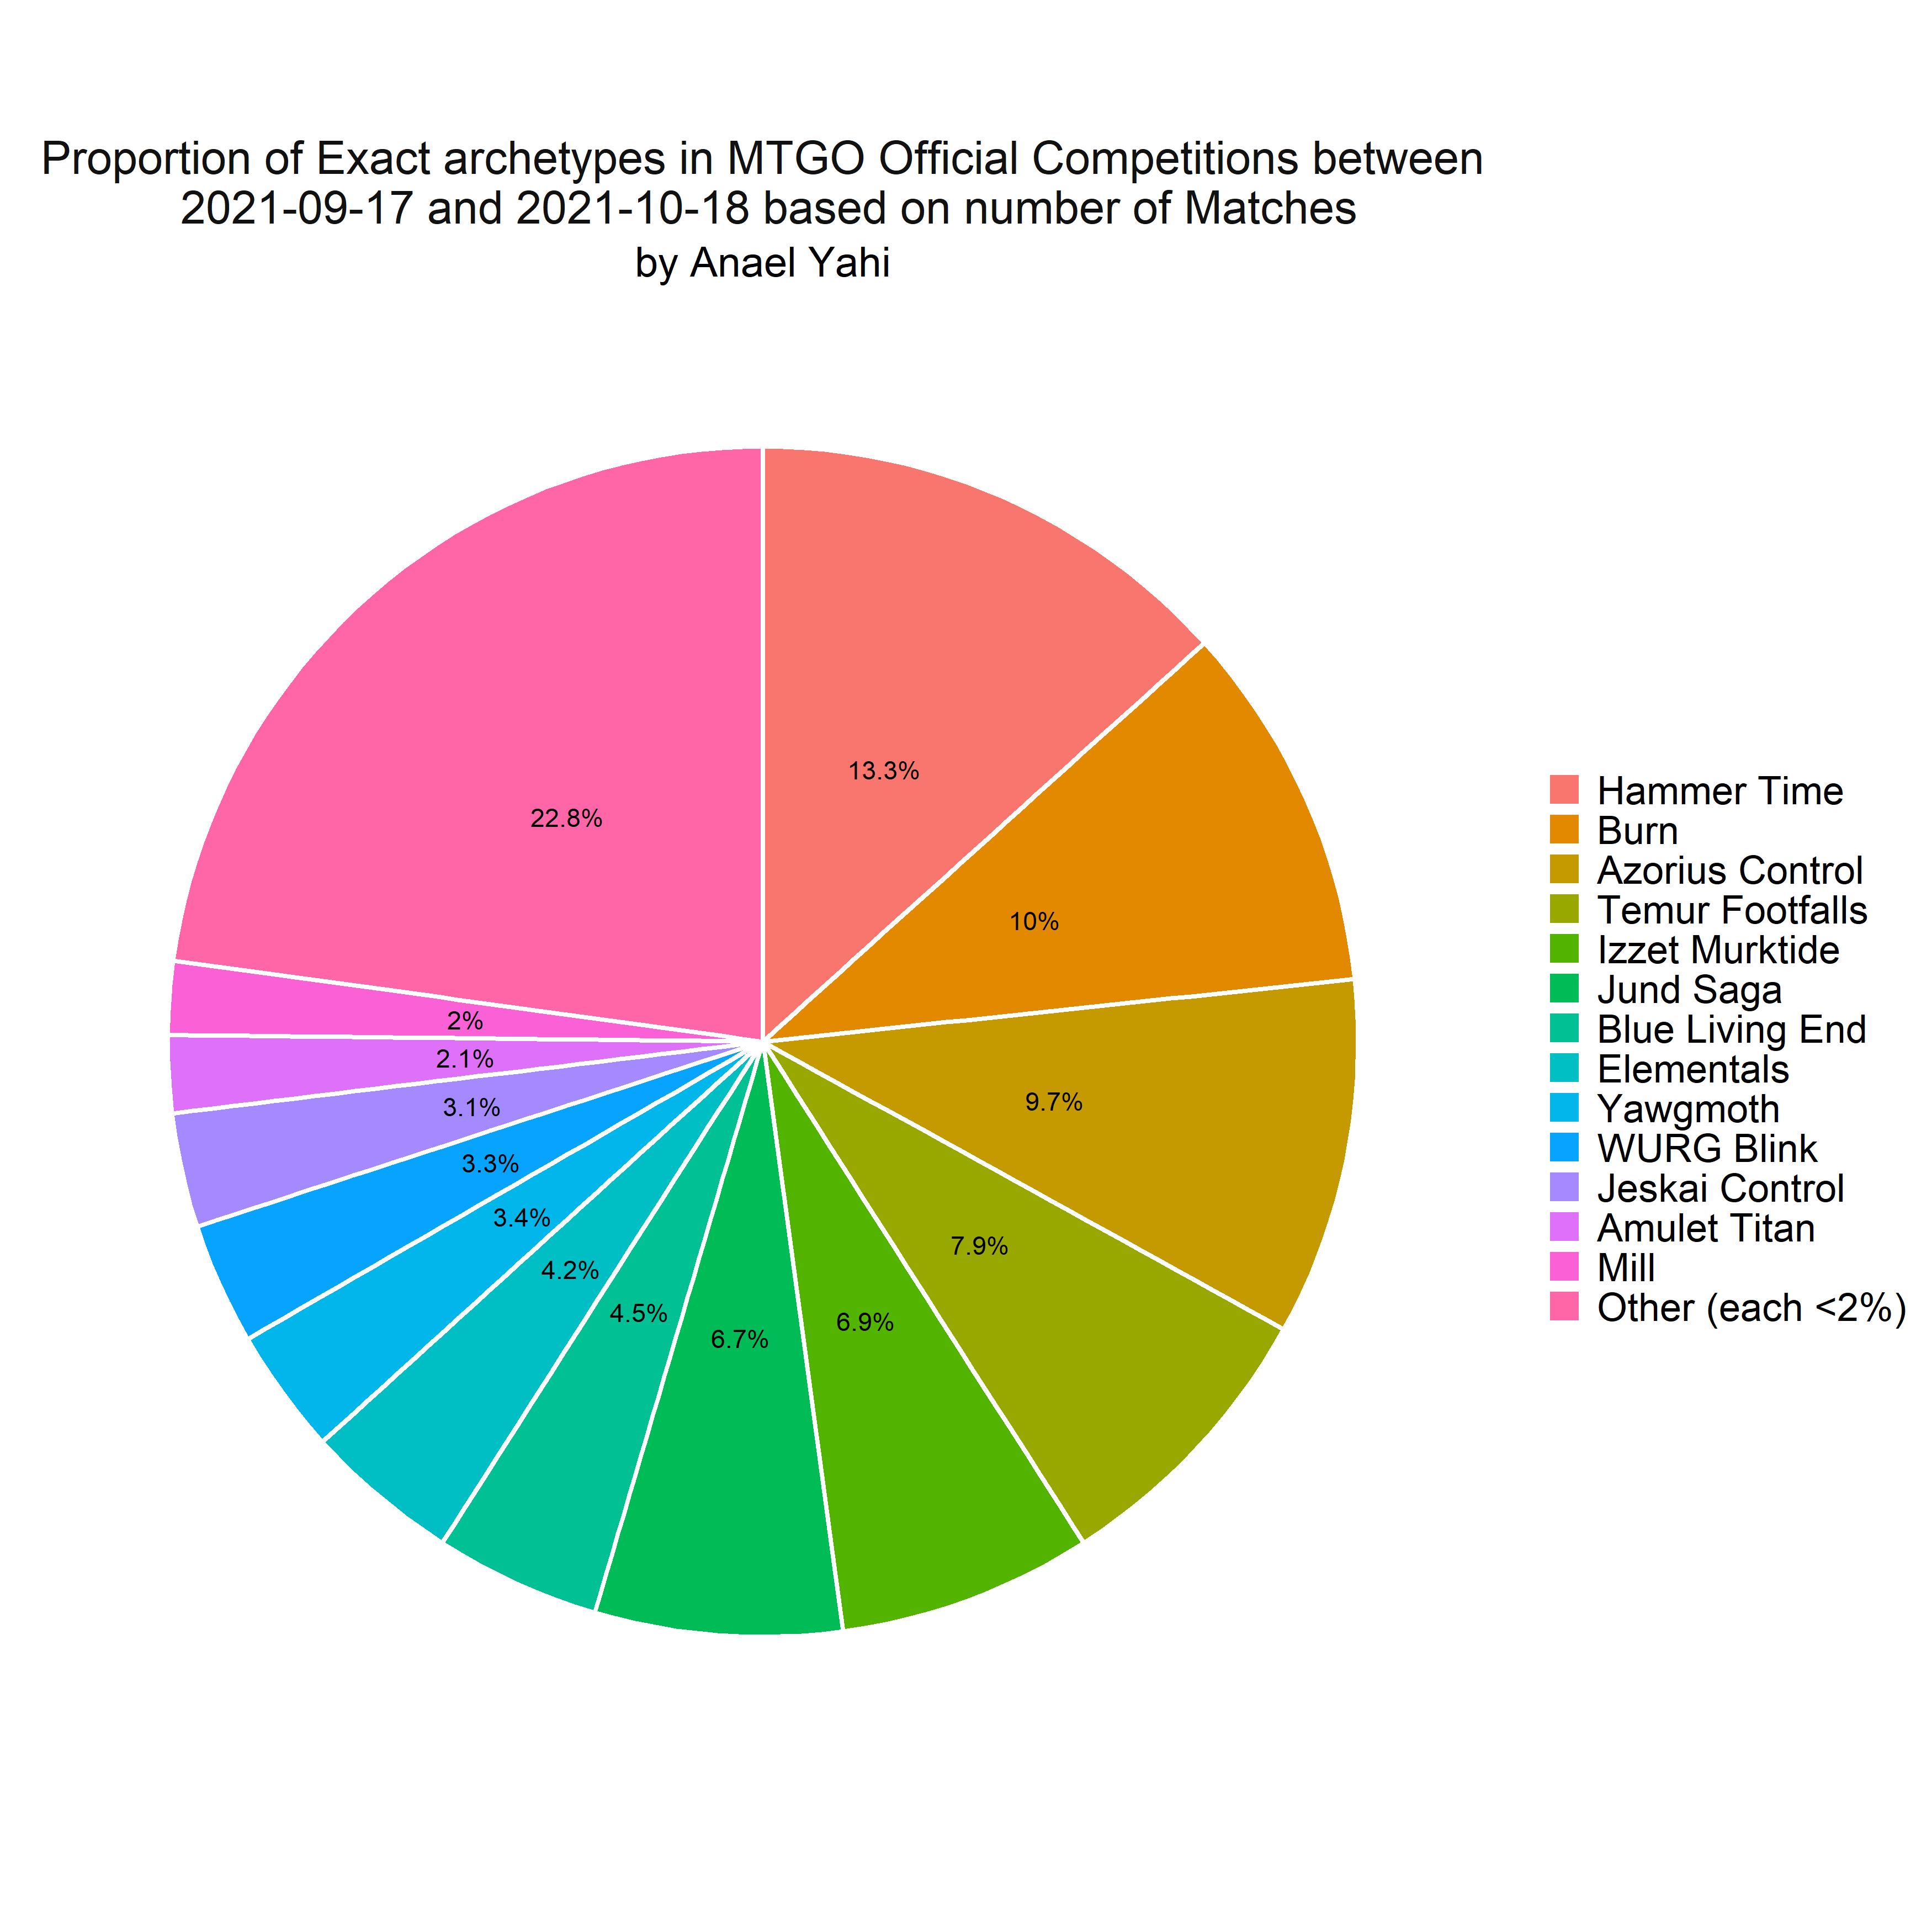 Proportion of Exact archetypes in MTGO Official Competitions between
2021-09-17 and 2021-10-18 based on number of Matches
by Anael Yahi
13.3%
10%
9.7%
7.9%
6.9%
6.7%
4.5%
4.2%
3.4%
3.3%
3.1%
2.1%
2%
22.8%
Hammer Time
Burn
Azorius Control
Temur Footfalls
Izzet Murktide
Jund Saga
Blue Living End
Elementals
Yawgmoth
WURG Blink
Jeskai Control
Amulet Titan
Mill
Other (each <2%)